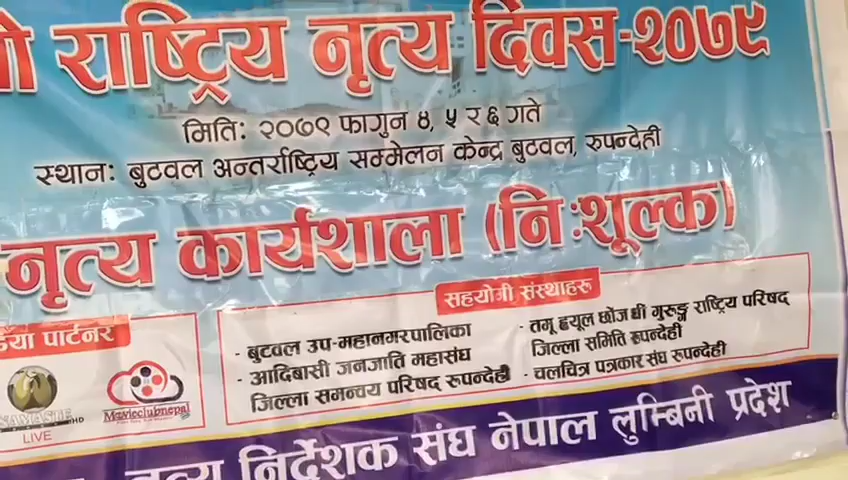 राष्ट्रिय नृत्य दिवस-२०७९
मिति: २०७९ फागुन ४, ५ र ६ गते
स्थान: बुटवल अन्तर्राष्ट्रिय सम्मेलन केन्द्र बुटवल, रुपन्देही
नृत्य कार्यशाला (नि:शूल्क)
पार्टनर
NAMASTE HD
LIVE
Movieclubnepal
सहयोगी संस्थाहरू
- बुटवल उप-महानगरपालिका
- आदिबासी जनजाति महासंघ
जिल्ला समन्वय परिषद रूपन्देही
- तमू ह्यूल छोंज धीं गुरुङ्ग राष्ट्रिय परिषद
जिल्ला समिति रूपन्देही
- चलचित्र पत्रकार संघ रूपन्देही
नृत्य निर्देशक संघ नेपाल लुम्बिनी प्रदेश